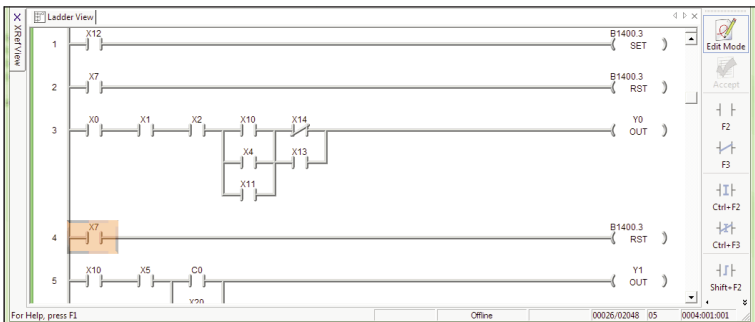 XRefView
Ladder View
1
X12
B1400.3
SET
2
X7
B1400.3
RST
3
X0 X1 X2 X10 X14
Y0
OUT
X4 X13
X11
4
X7
B1400.3
RST
5
X10 X5 C0
Y1
OUT
X20
Edit Mode
Accept
F2
F3
Ctrl+F2
Ctrl+F3
Shift+F2
For Help, press F1
Offline
00026/02048
05
0004:001:001